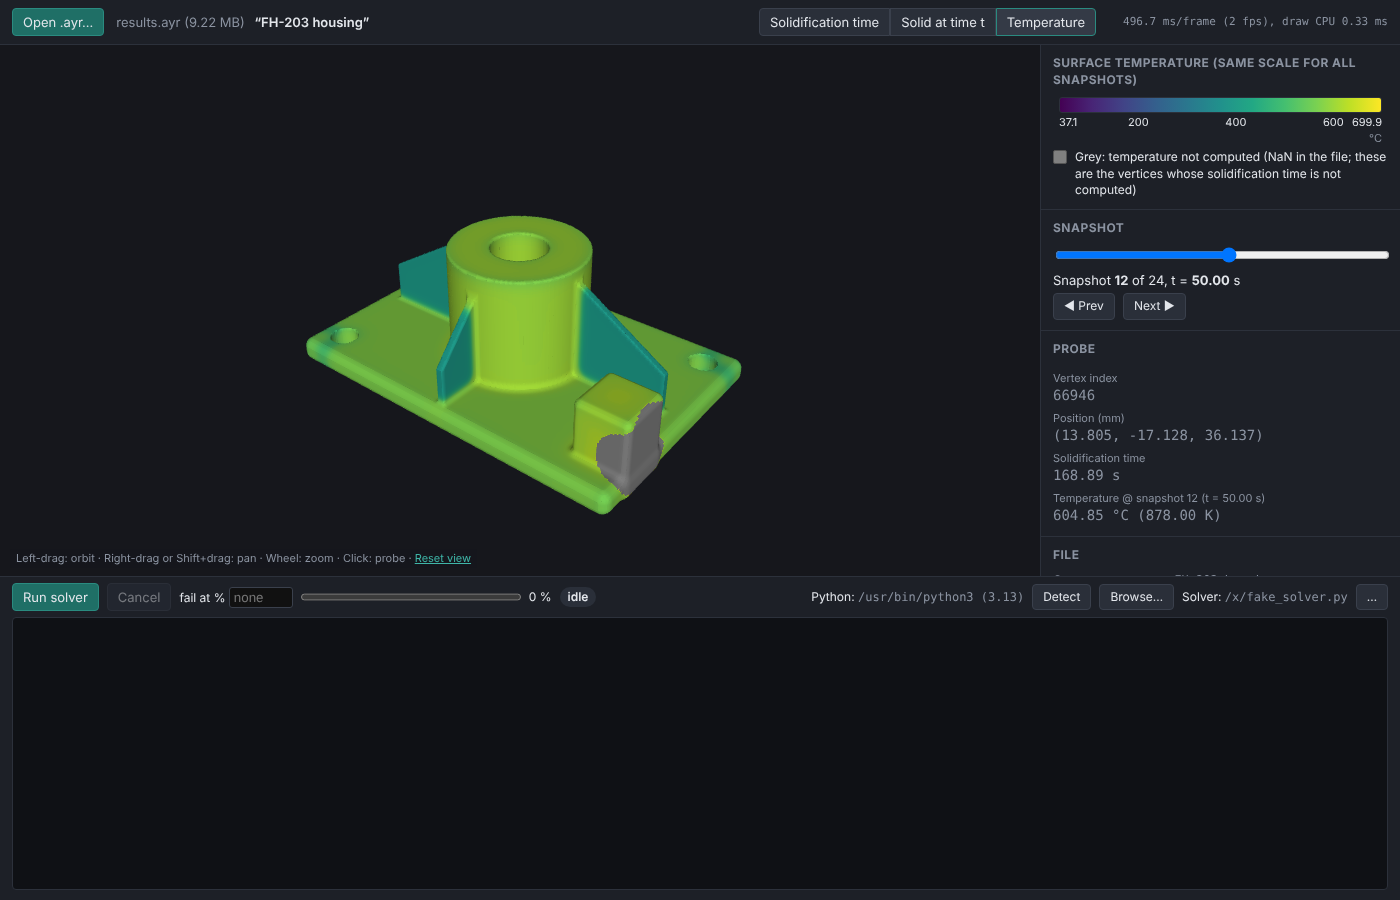 Open .ayr... results.ayr (9.22 MB) “FH-203 housing” Solidification time Solid at time t Temperature 496.7 ms/frame (2 fps), draw CPU 0.33 ms
SURFACE TEMPERATURE (SAME SCALE FOR ALL
SNAPSHOTS)
37.1 200 400 600 699.9
°C
Grey: temperature not computed (NaN in the file; these
are the vertices whose solidification time is not
computed)
SNAPSHOT
Snapshot 12 of 24, t = 50.00 s
◀ Prev Next ▶
PROBE
Vertex index
66946
Position (mm)
(13.805, -17.128, 36.137)
Solidification time
168.89 s
Temperature @ snapshot 12 (t = 50.00 s)
604.85 °C (878.00 K)
FILE
Left-drag: orbit · Right-drag or Shift+drag: pan · Wheel: zoom · Click: probe · Reset view
Run solver Cancel fail at % none 0 % idle Python: /usr/bin/python3 (3.13) Detect Browse... Solver: /x/fake_solver.py ...